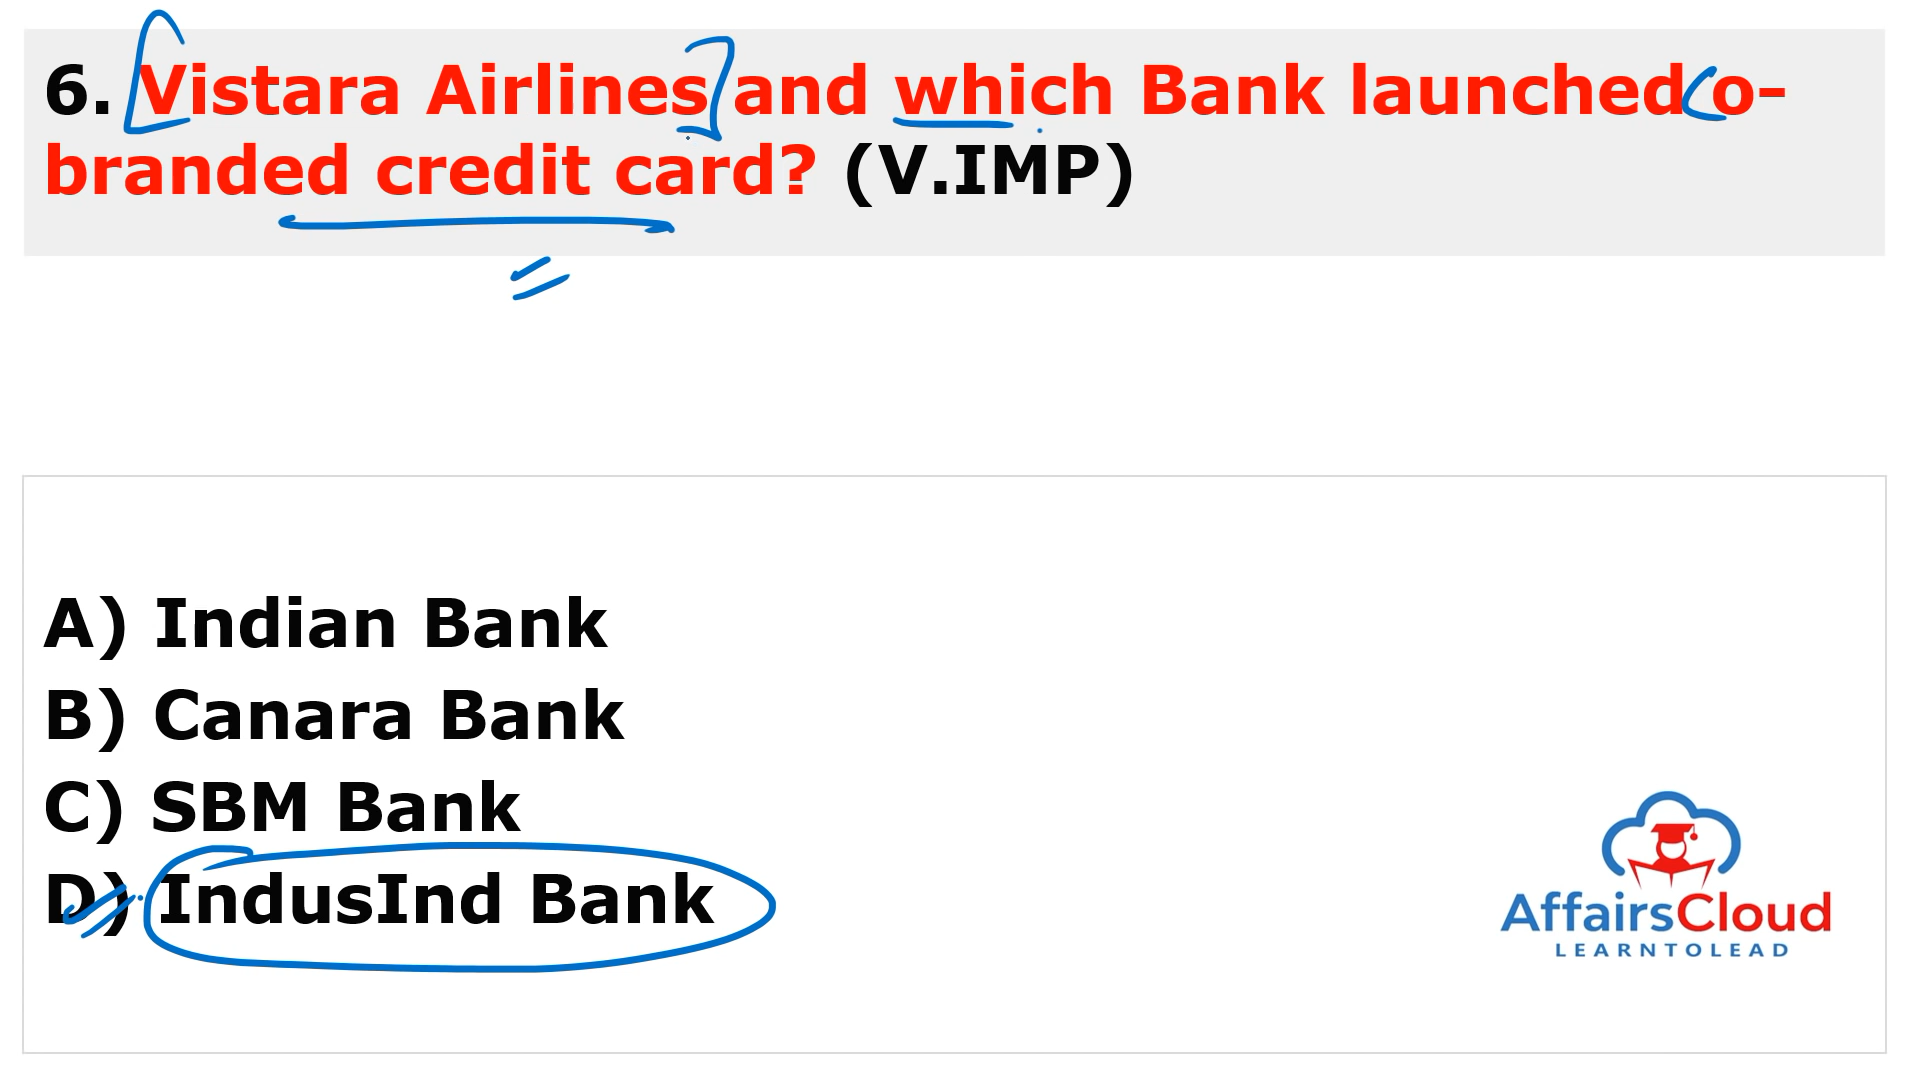 6. Vistara Airlines and which Bank launched co-
branded credit card? (V.IMP)
A) Indian Bank
B) Canara Bank
C) SBM Bank
D) IndusInd Bank
AffairsCloud
LEARNTOLEAD